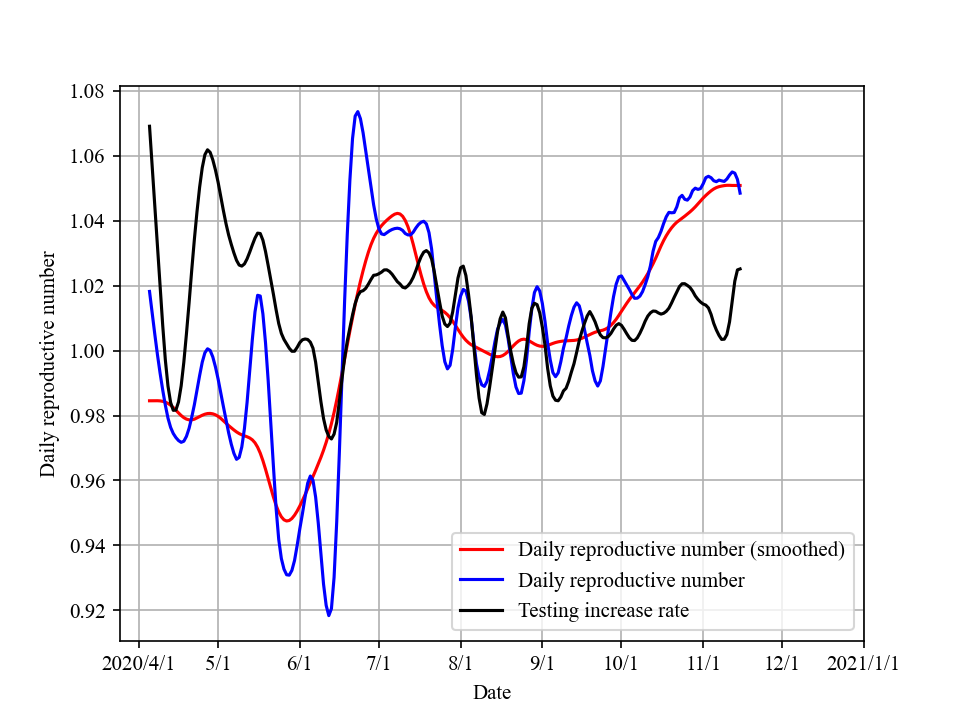 1.08
1.06
1.04
1.02
1.00
0.98
0.96
0.94
0.92
Daily reproductive number
Daily reproductive number (smoothed)
Daily reproductive number
Testing increase rate
2020/4/1 5/1 6/1 7/1 8/1 9/1 10/1 11/1 12/1 2021/1/1
Date